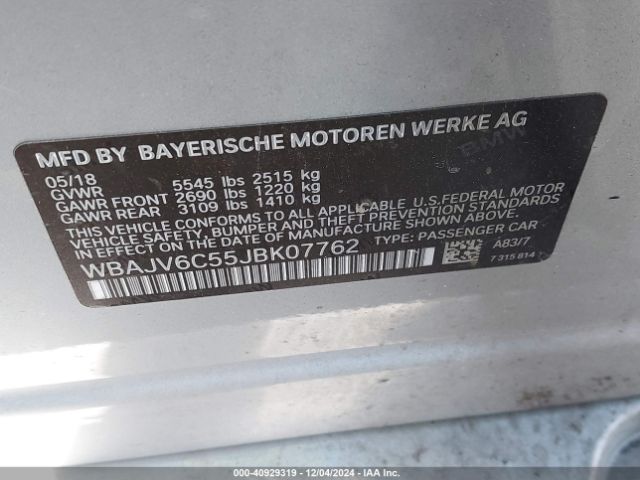 MFD BY BAYERISCHE MOTOREN WERKE AG
BMW
05/18
GVWR 5545 lbs 2515 kg
GAWR FRONT 2690 lbs 1220 kg
GAWR REAR 3109 lbs 1410 kg
THIS VEHICLE CONFORMS TO ALL APPLICABLE U.S.FEDERAL MOTOR
VEHICLE SAFETY, BUMPER, AND THEFT PREVENTION STANDARDS
IN EFFECT ON THE DATE OF MANUFACTURE SHOWN ABOVE.
WBAJV6C55JBK07762 TYPE: PASSENGER CAR
A83/7
7 315 814
000-40929319 - 12/04/2024 - IAA Inc.